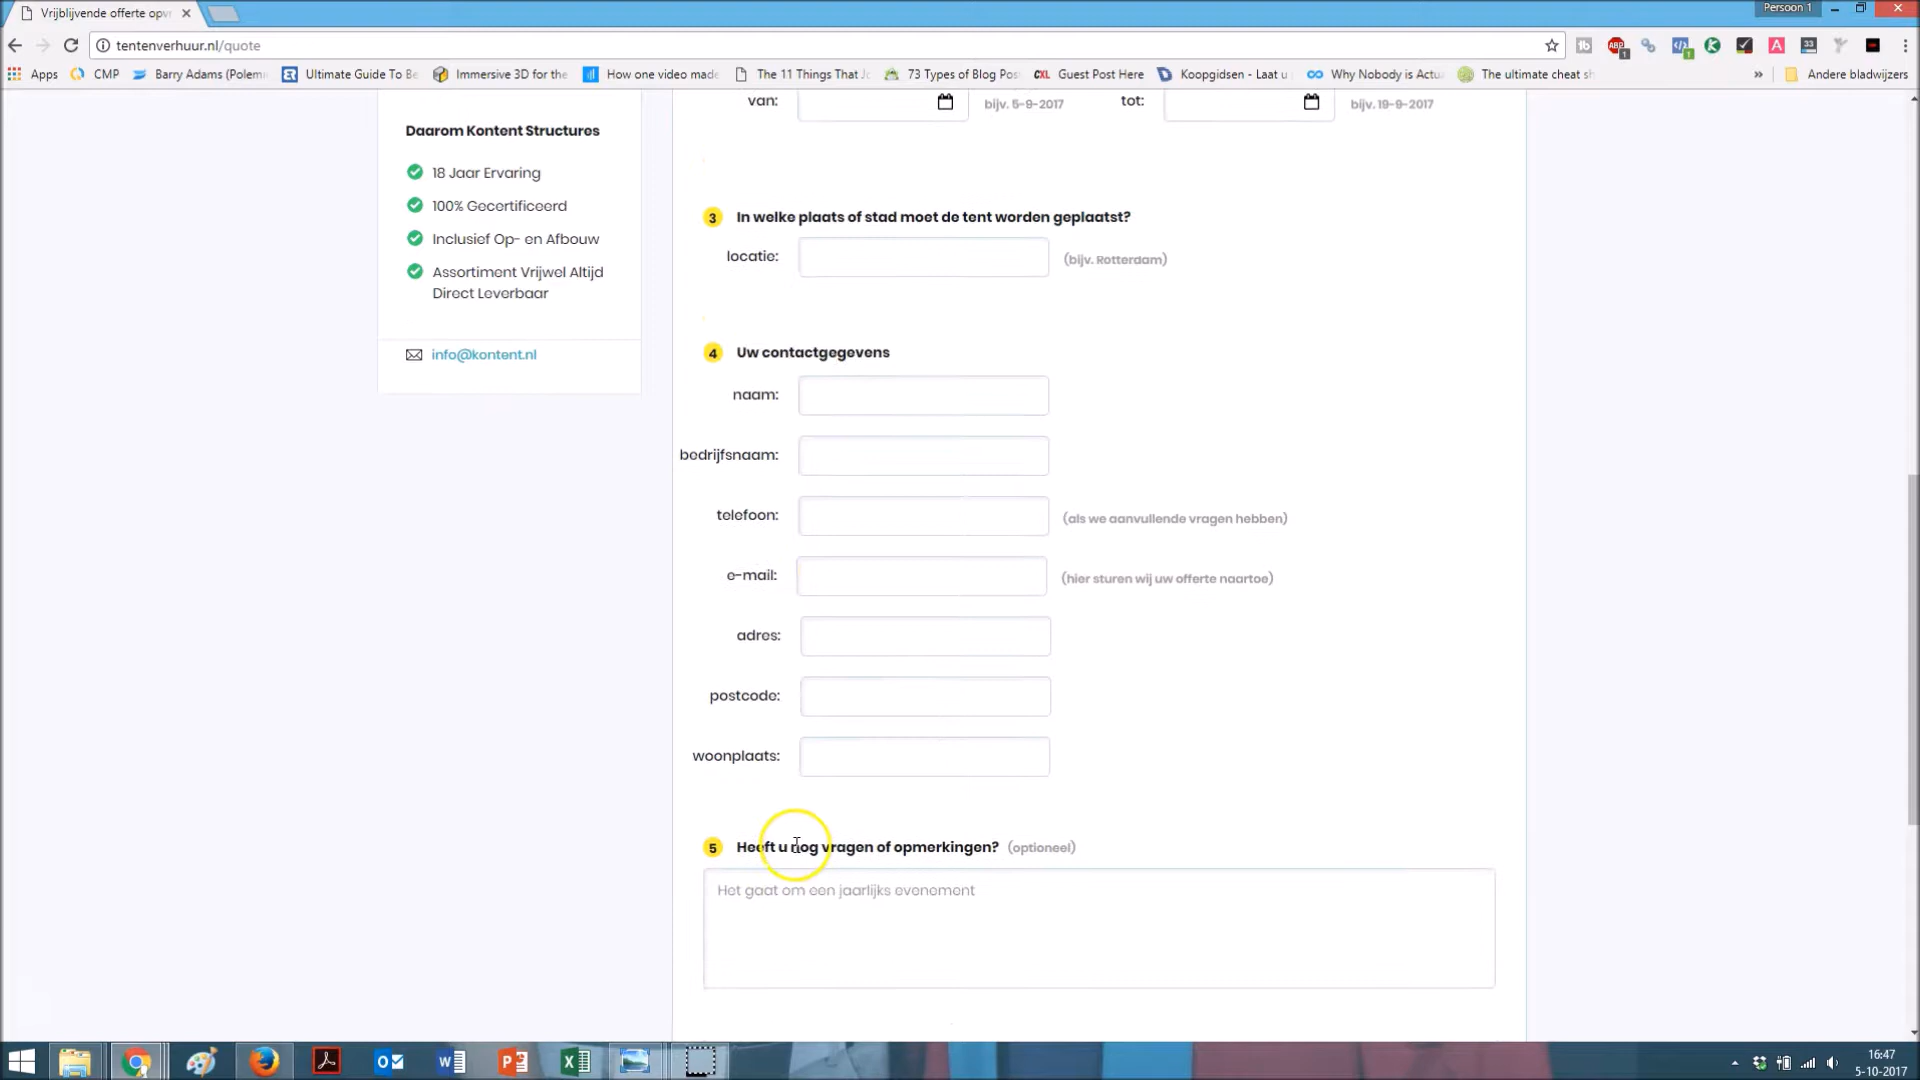 Vrijblijvende offerte opv
Persoon 1
tentenverhuur.nl/quote
Apps
CMP
Barry Adams (Polem
Ultimate Guide To Be
Immersive 3D for the
How one video made
The 11 Things That
73 Types of Blog Pos
Guest Post Here
Koopgidsen - Laat u
Why Nobody is Actu
The ultimate cheat s
»
Andere bladwijzers
van:
bijv. 5-9-2017
tot:
bijv. 19-9-2017
Daarom Kontent Structures
18 Jaar Ervaring
100% Gecertificeerd
Inclusief Op- en Afbouw
Assortiment Vrijwel Altijd
Direct Leverbaar
info@kontent.nl
3 In welke plaats of stad moet de tent worden geplaatst?
locatie:
(bijv. Rotterdam)
4 Uw contactgegevens
naam:
bedrijfsnaam:
telefoon:
(als we aanvullende vragen hebben)
e-mail:
(hier sturen wij uw offerte naartoe)
adres:
postcode:
woonplaats:
5 Heeft u nog vragen of opmerkingen? (optioneel)
Het gaat om een jaarlijks evenement
16:47
5-10-2017